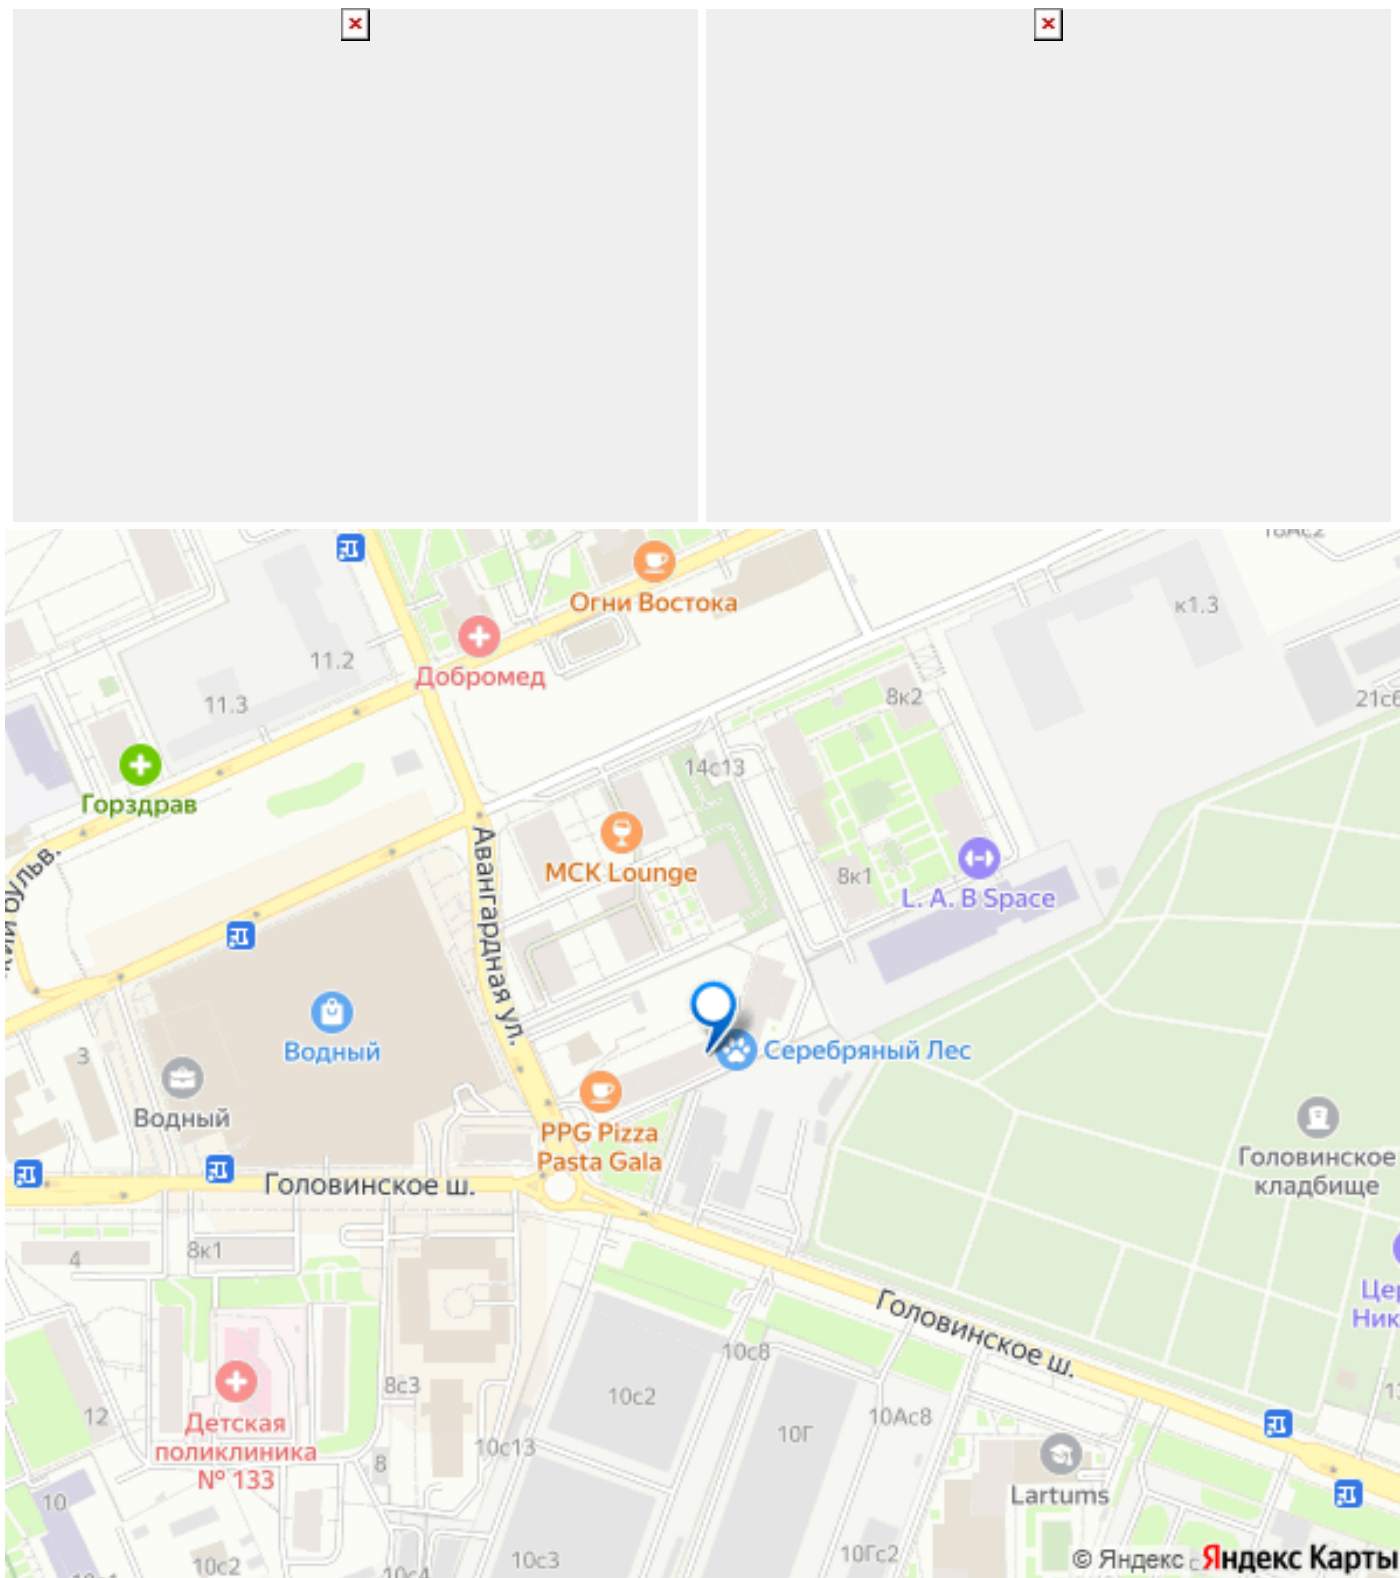 Огни Востока
к1.3
11.2
Добромед
8к2
21с6
11.3
14с13
Горздрав
Авангардная ул.
MCK Lounge
8к1
L. A. B Space
Водный
3
Серебряный Лес
Водный
PPG Pizza
Pasta Gala
Головинское
кладбище
Головинское ш.
8к1
4
Головинское ш.
10с8
8с3
10с2
12
10Ас8
Детская
поликлиника
№ 133
10с13
10Г
8
Lartums
10
10с2
10с3
10Гс2
© Яндекс
Яндекс Карты